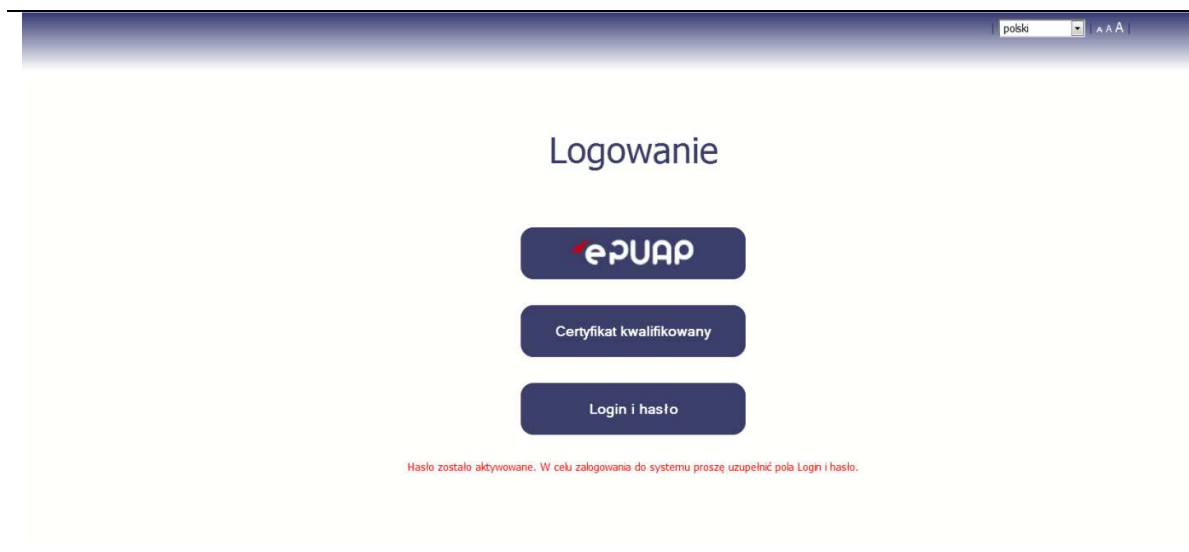 polski
A A A
Logowanie
ePUAP
Certyfikat kwalifikowany
Login i hasło
Hasło zostało aktywowane. W celu zalogowania do systemu proszę uzupełnić pola Login i hasło.